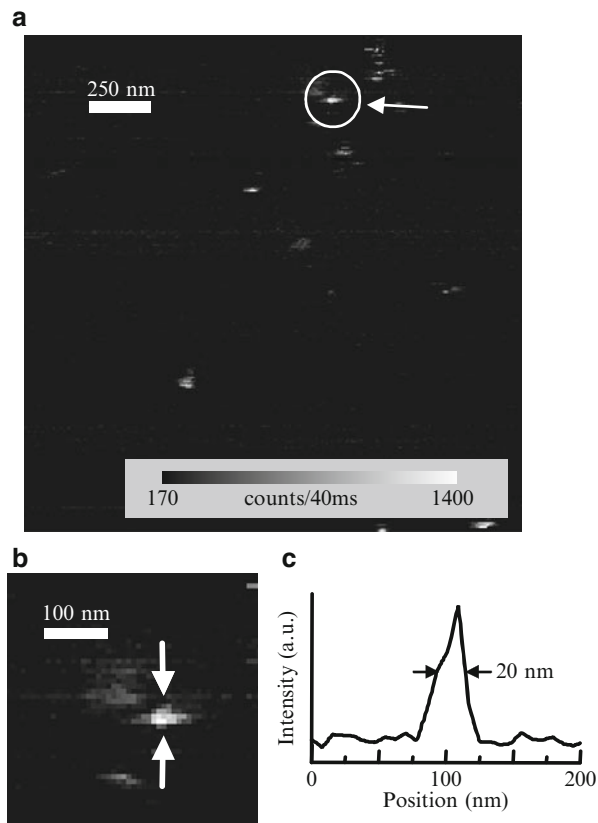 a
250 nm
170 counts/40ms 1400
b
100 nm
c
Intensity (a.u.)
20 nm
0 100 200
Position (nm)